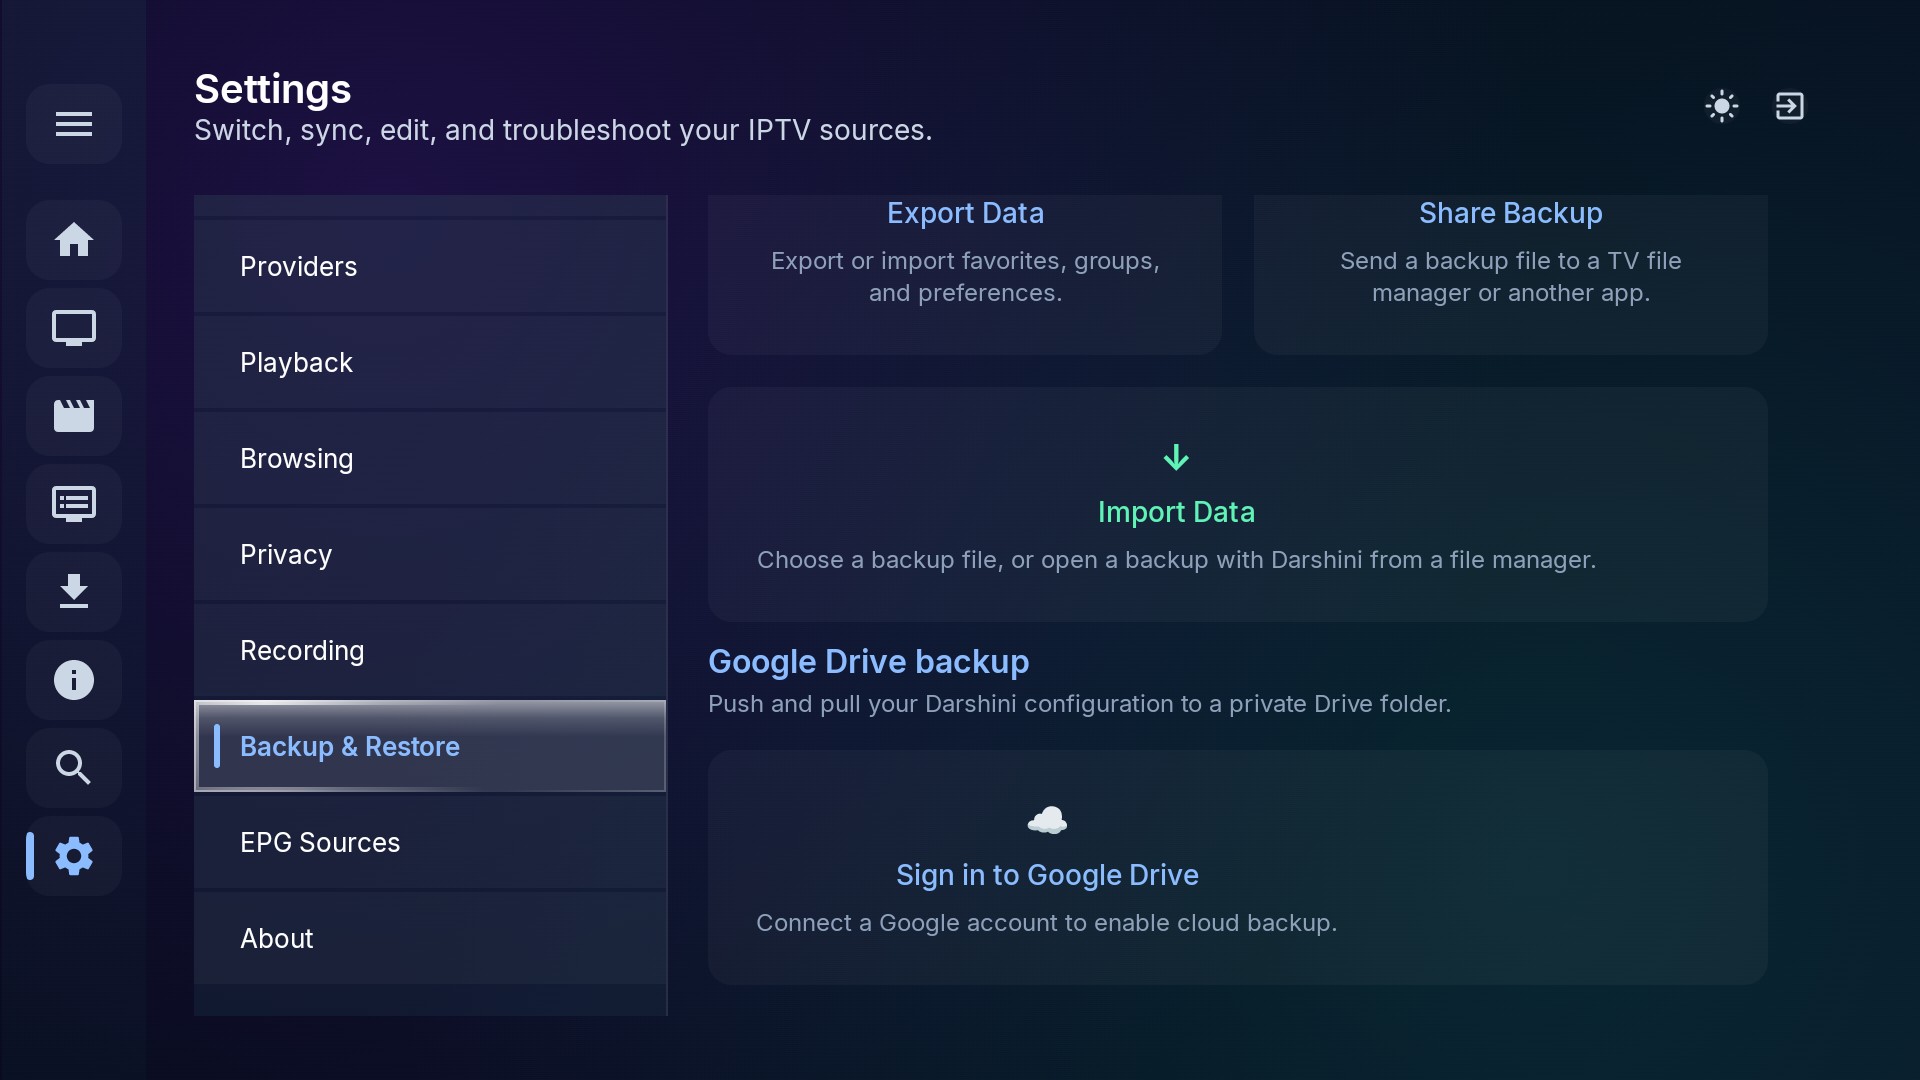 Settings
Switch, sync, edit, and troubleshoot your IPTV sources.
Providers
Playback
Browsing
Privacy
Recording
Backup & Restore
EPG Sources
About
Export Data
Export or import favorites, groups,
and preferences.
Share Backup
Send a backup file to a TV file
manager or another app.
Import Data
Choose a backup file, or open a backup with Darshini from a file manager.
Google Drive backup
Push and pull your Darshini configuration to a private Drive folder.
Sign in to Google Drive
Connect a Google account to enable cloud backup.